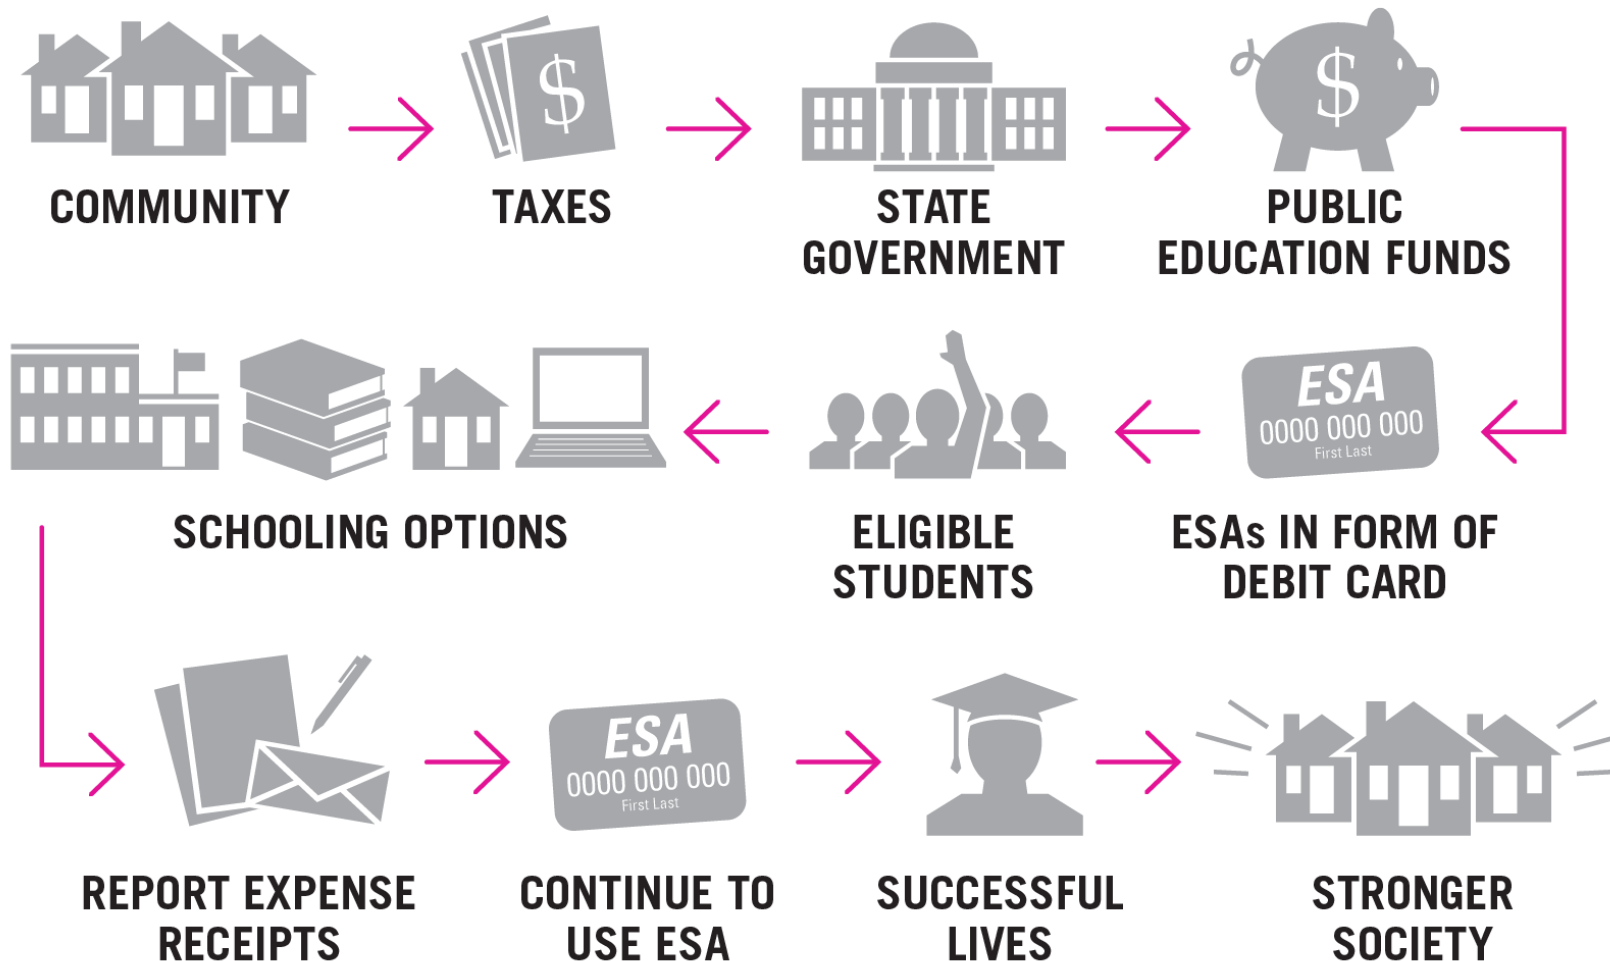 $
$
COMMUNITY
TAXES
STATE
GOVERNMENT
PUBLIC
EDUCATION FUNDS
ESA
0000 000 000
First Last
ESAs IN FORM OF
DEBIT CARD
ELIGIBLE
STUDENTS
SCHOOLING OPTIONS
REPORT EXPENSE
RECEIPTS
ESA
0000 000 000
First Last
CONTINUE TO
USE ESA
SUCCESSFUL
LIVES
STRONGER
SOCIETY